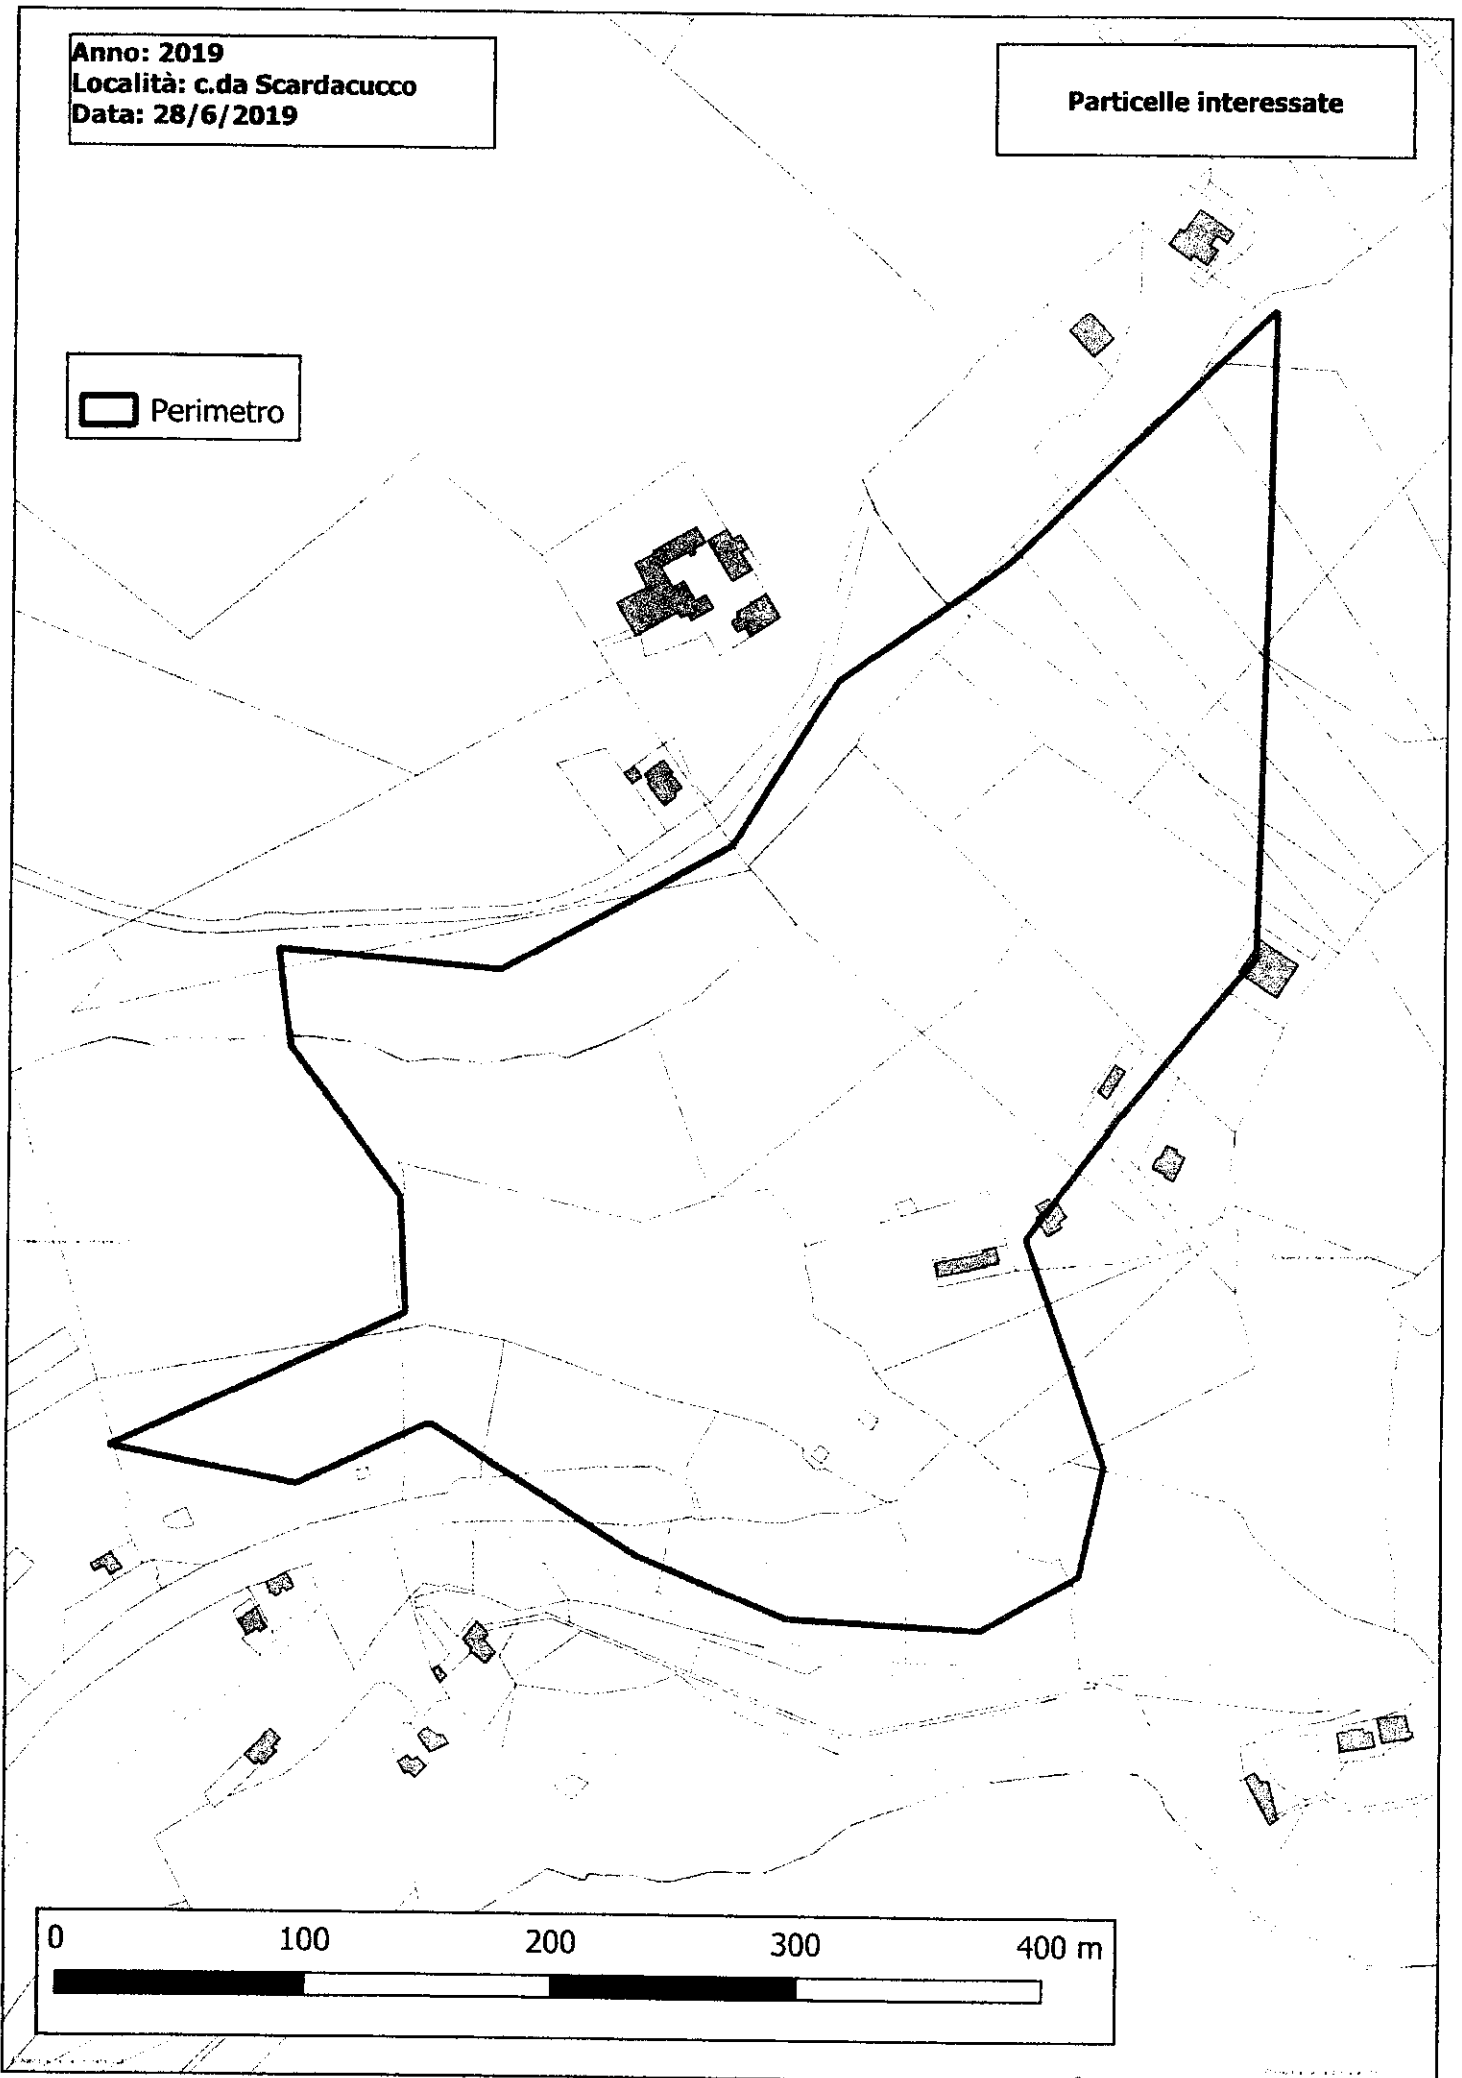 Anno: 2019
Località: c.da Scardacucco
Data: 28/6/2019
Particelle interessate
Perimetro
0 100 200 300 400 m